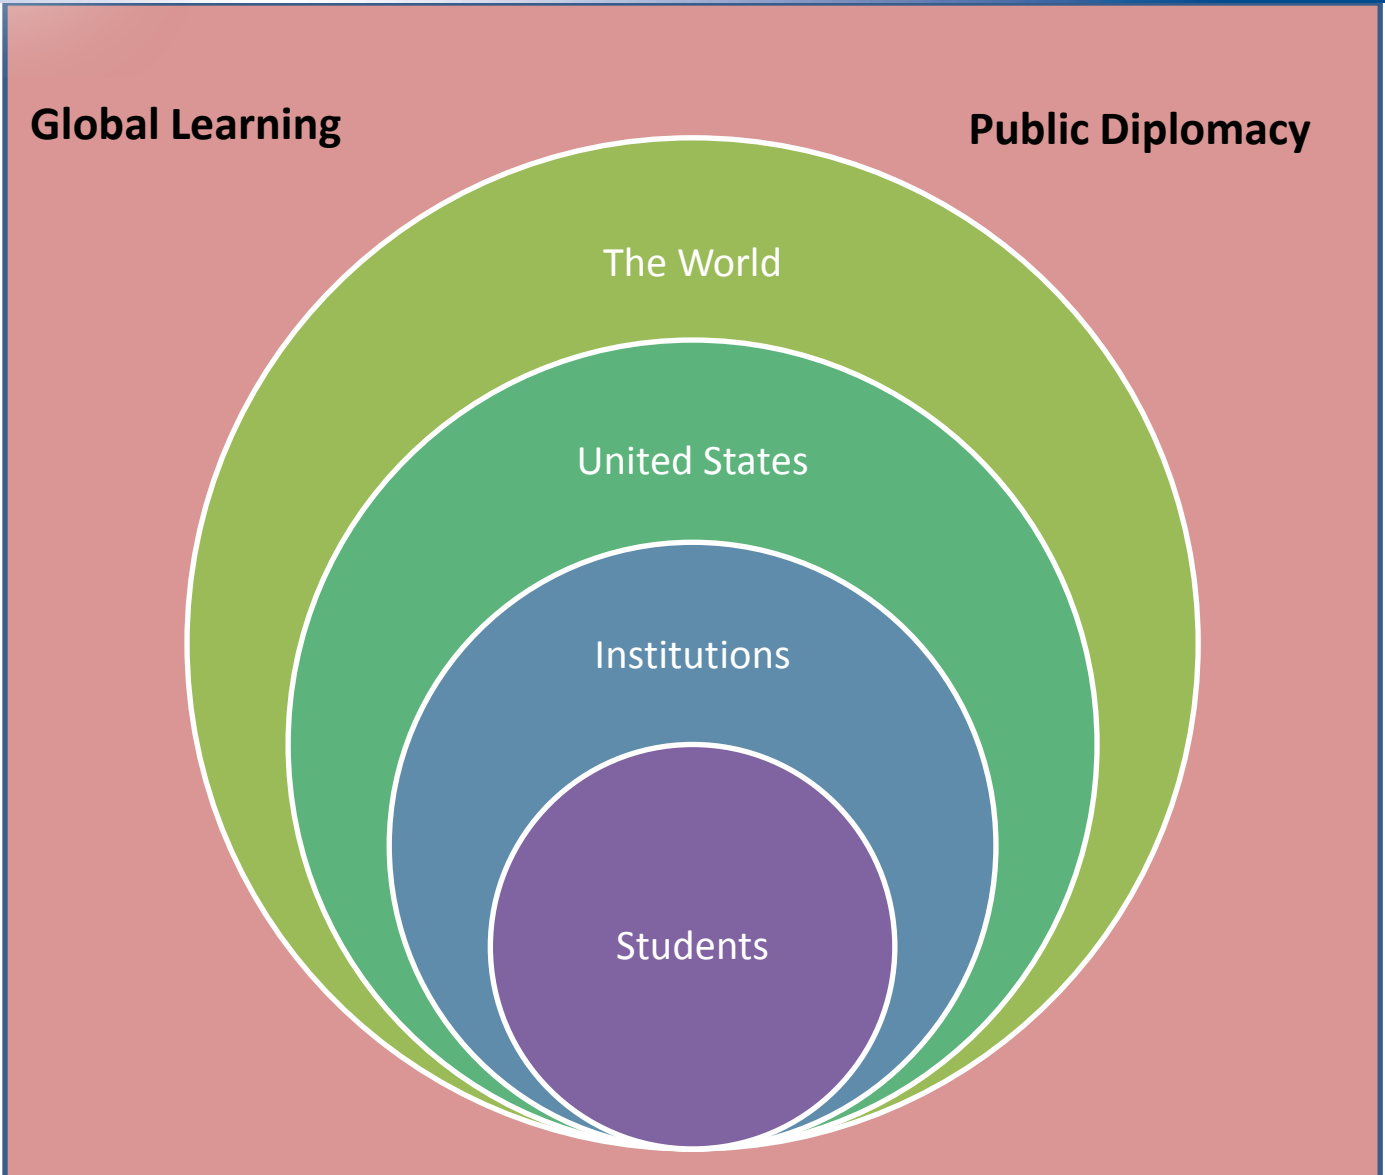 Global Learning
Public Diplomacy
The World
United States
Institutions
Students